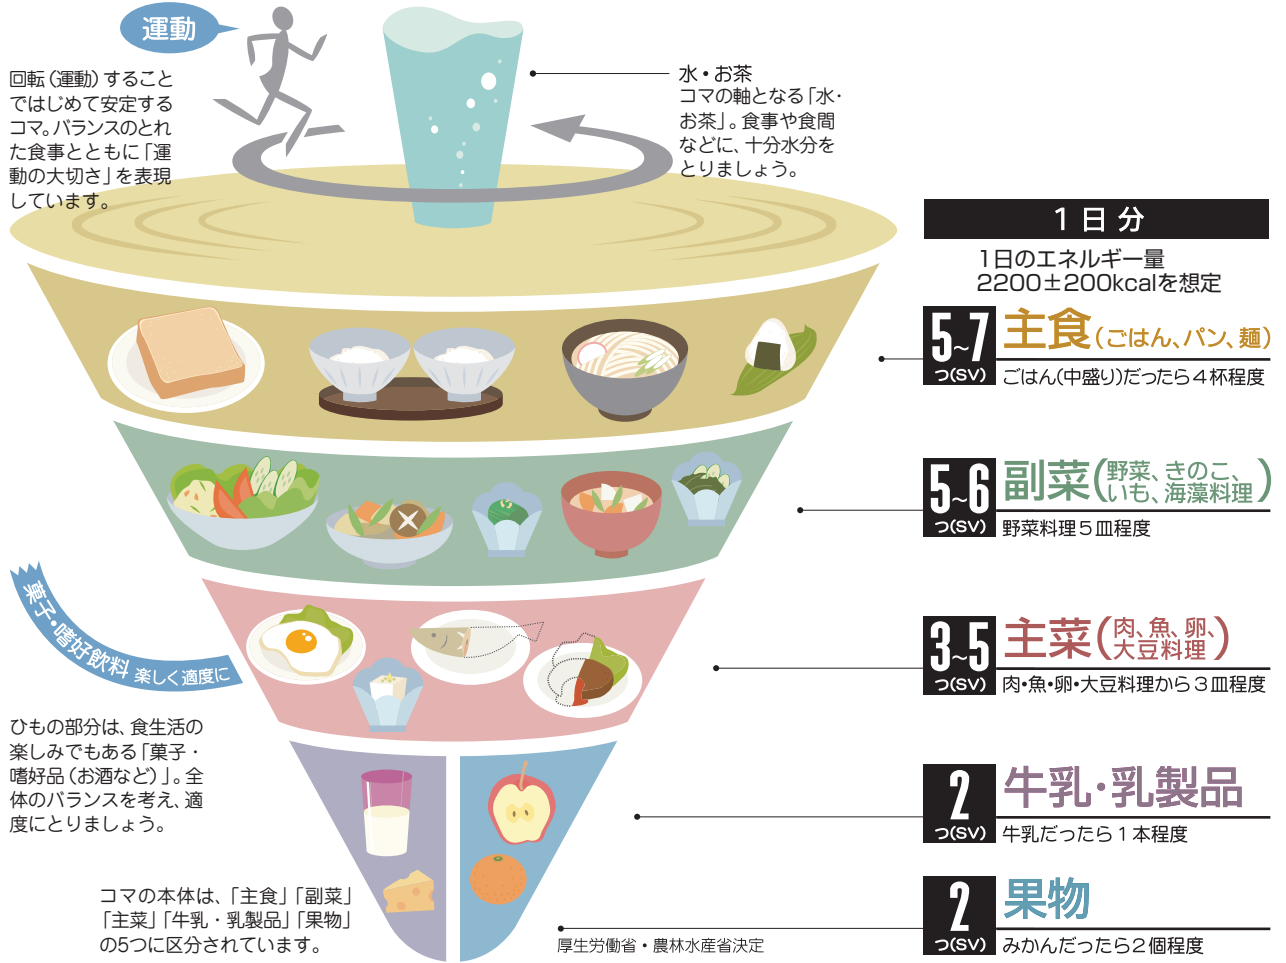 運動
回転（運動）すること
ではじめて安定する
コマ。バランスのとれ
た食事とともに「運
動の大切さ」を表現
しています。
水・お茶
コマの軸となる「水・
お茶」。食事や食間
などに、十分水分を
とりましょう。
1日分
1日のエネルギー量
2200±200kcalを想定
5~7
つ(SV)
主食(ごはん、パン、麺)
ごはん(中盛り)だったら4杯程度
5~6
つ(SV)
副菜(野菜、きのこ、
いも、海藻料理)
野菜料理5皿程度
3~5
つ(SV)
主菜(肉、魚、卵、
大豆料理)
肉・魚・卵・大豆料理から3皿程度
2
つ(SV)
牛乳・乳製品
牛乳だったら1本程度
2
つ(SV)
果物
みかんだったら2個程度
菓子・嗜好飲料 楽しく適度に
ひもの部分は、食生活の
楽しみでもある「菓子・
嗜好品（お酒など）」。全
体のバランスを考え、適
度にとりましょう。
コマの本体は、「主食」「副菜」
「主菜」「牛乳・乳製品」「果物」
の5つに区分されています。
厚生労働省・農林水産省決定